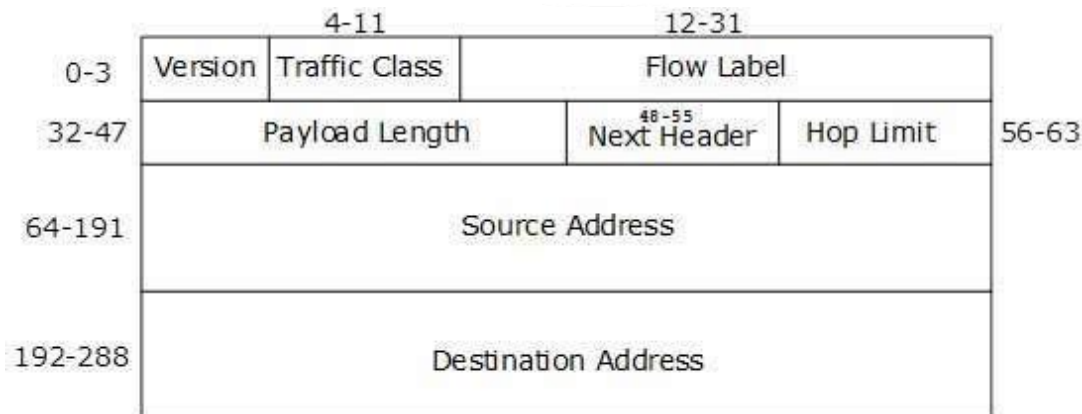 4-11 12-31
0-3 Version Traffic Class Flow Label
32-47 Payload Length 48-55 Next Header Hop Limit 56-63
64-191 Source Address
192-288 Destination Address